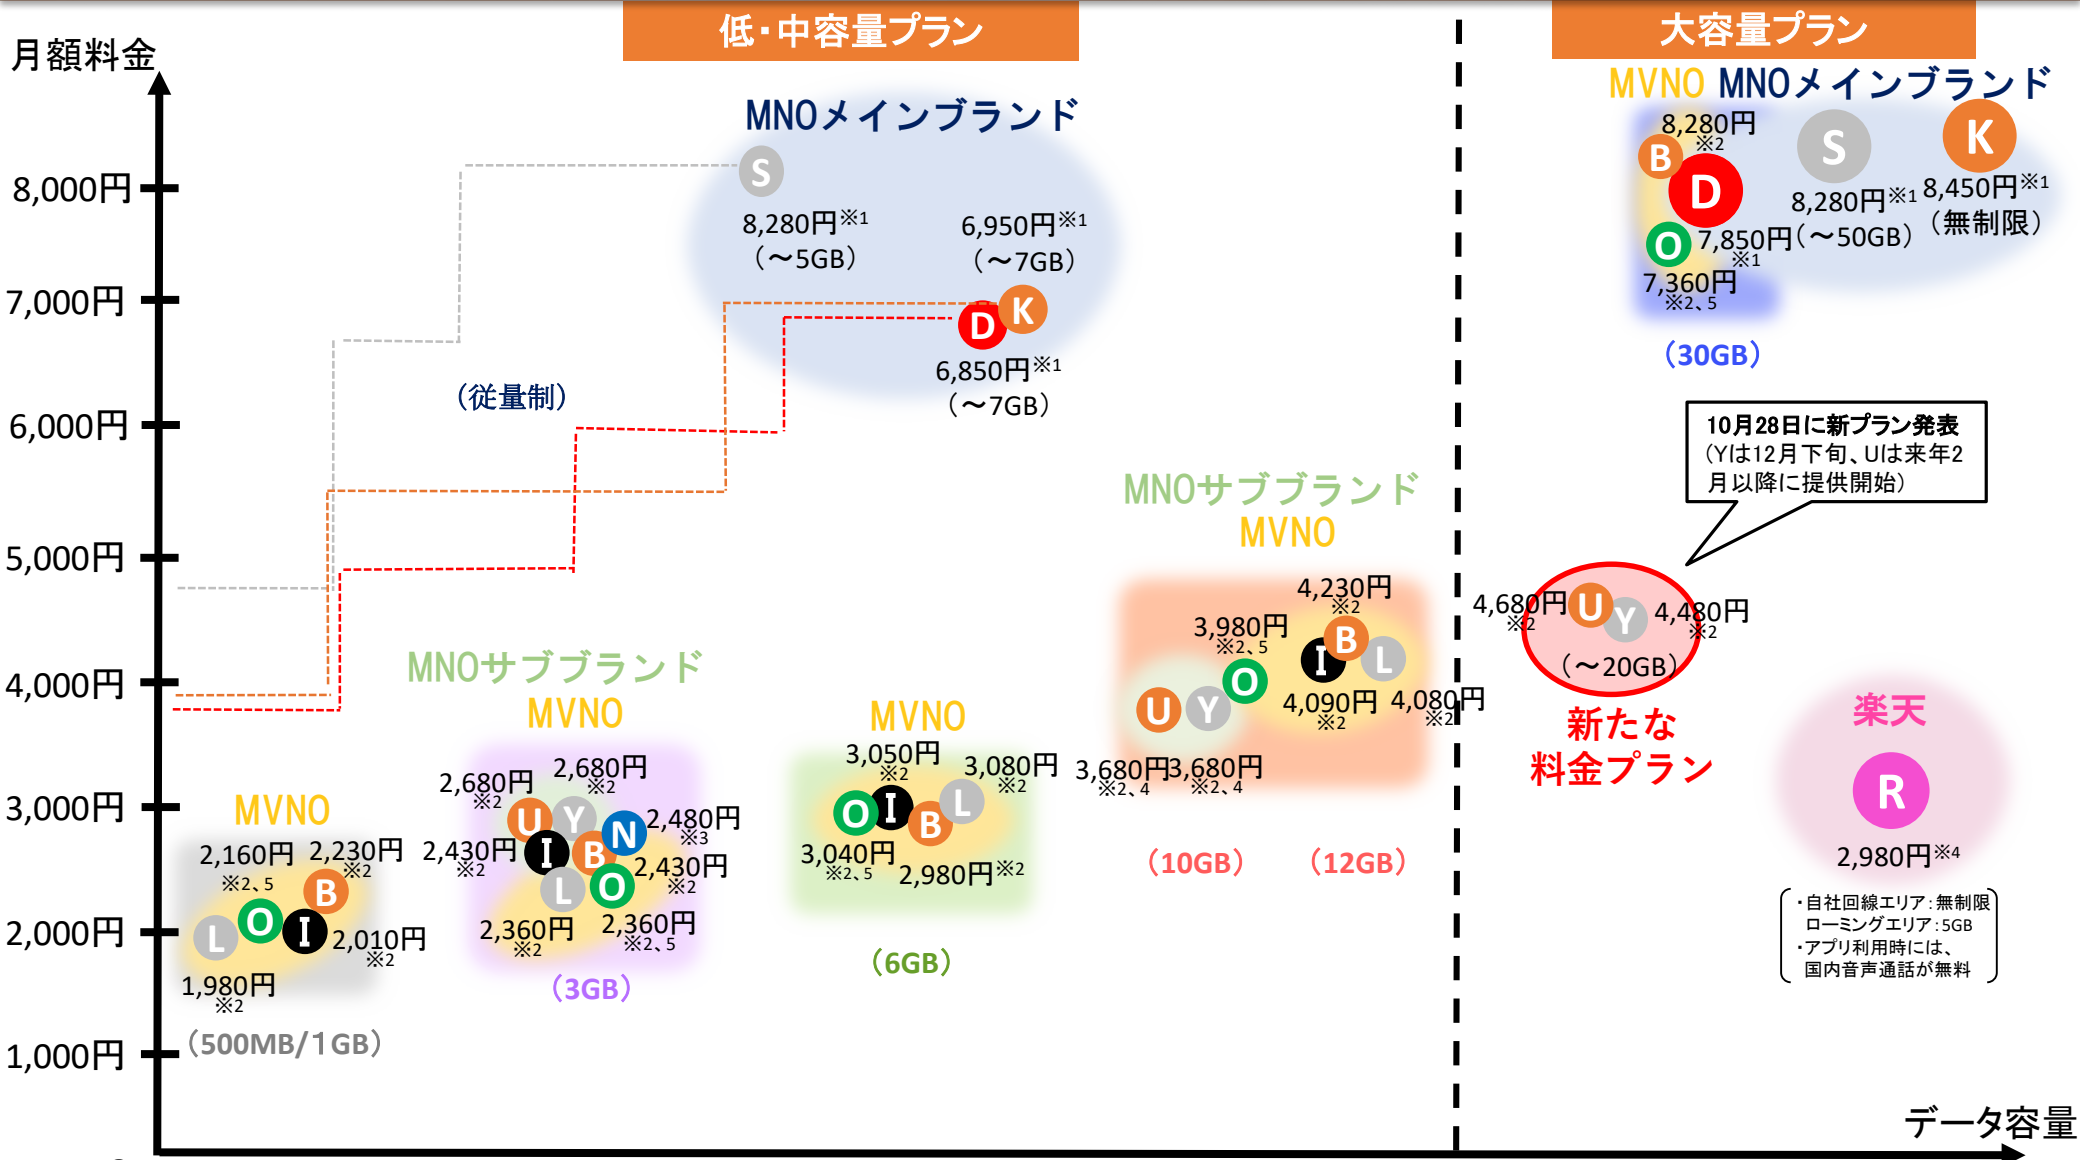 低・中容量プラン
大容量プラン
月額料金
8,000円
7,000円
6,000円
5,000円
4,000円
3,000円
2,000円
1,000円
データ容量
MNOメインブランド
S
8,280円※1
（～5GB）
6,950円※1
（～7GB）
D
K
6,850円※1
（～7GB）
（従量制）
MVNO
2,160円
※2、5
2,230円
※2
L
O
I
B
2,010円
※2
1,980円
※2
（500MB/1GB）
MNOサブブランド
MVNO
2,680円
※2
2,680円
※2
U
Y
N
2,480円
※3
2,430円
※2
I
B
2,430円
※2
L
O
2,360円
※2
2,360円
※2、5
（3GB）
MVNO
3,050円
※2
3,080円
※2
O
I
B
L
3,040円
※2、5
2,980円※2
（6GB）
MNOサブブランド
MVNO
4,230円
※2
3,980円
※2、5
U
Y
O
I
B
L
4,090円
※2
4,080円
※2
3,680円
※2、4
3,680円
※2、4
（10GB）
（12GB）
MVNO
MNOメインブランド
8,280円
※2
B
D
O
7,850円
※1
7,360円
※2、5
（30GB）
S
8,280円※1
（～50GB）
K
8,450円※1
（無制限）
10月28日に新プラン発表
（Yは12月下旬、Uは来年2
月以降に提供開始）
4,680円
※2
U
Y
4,480円
※2
（～20GB）
新たな
料金プラン
楽天
R
2,980円※4
・自社回線エリア：無制限
ローミングエリア：5GB
・アプリ利用時には、
国内音声通話が無料